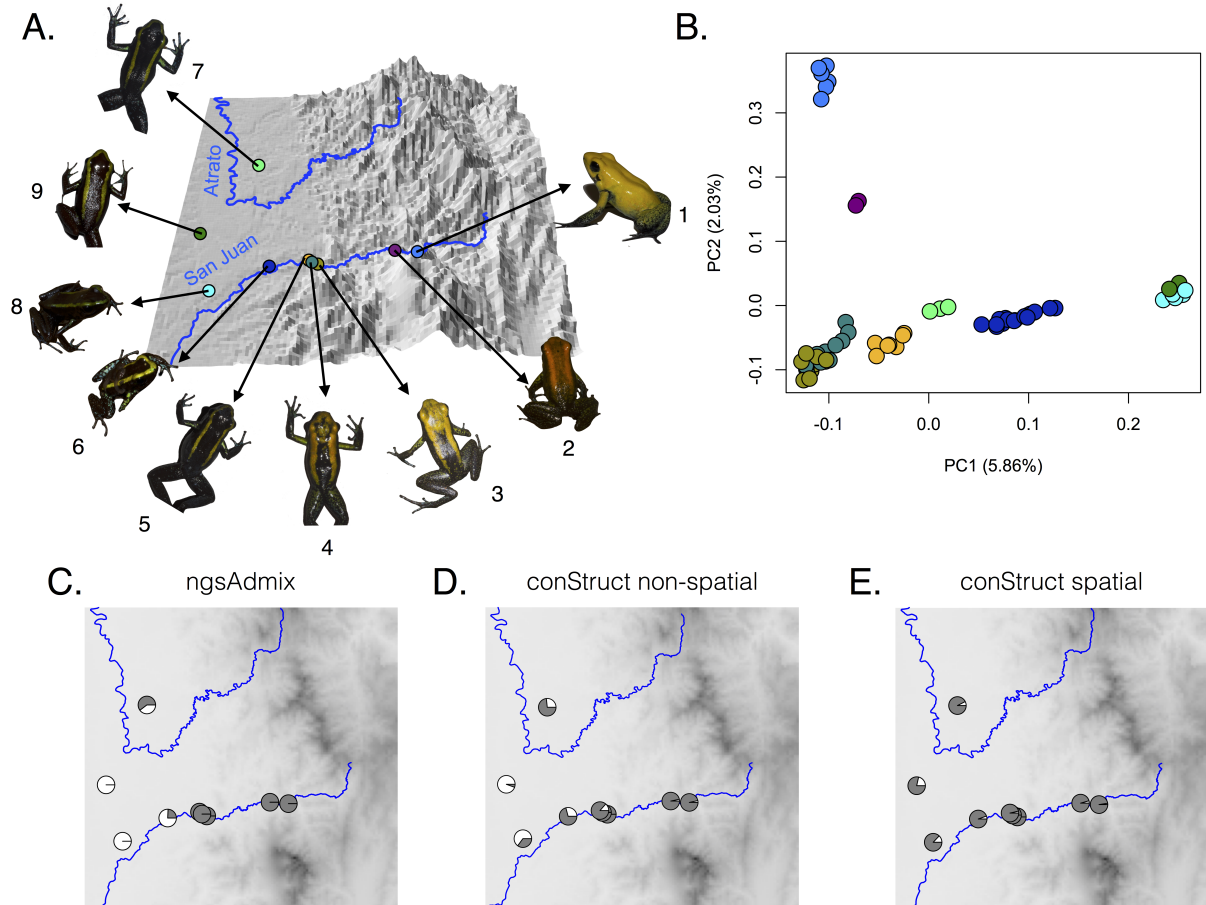 A.
7
Atrato
9
1
San Juan
8
6
2
5
3
4
B.
PC2 (2.03%)
0.3
0.2
0.1
0.0
-0.1
-0.1
0.0
0.1
0.2
PC1 (5.86%)
C.
ngsAdmix
D.
conStruct non-spatial
E.
conStruct spatial